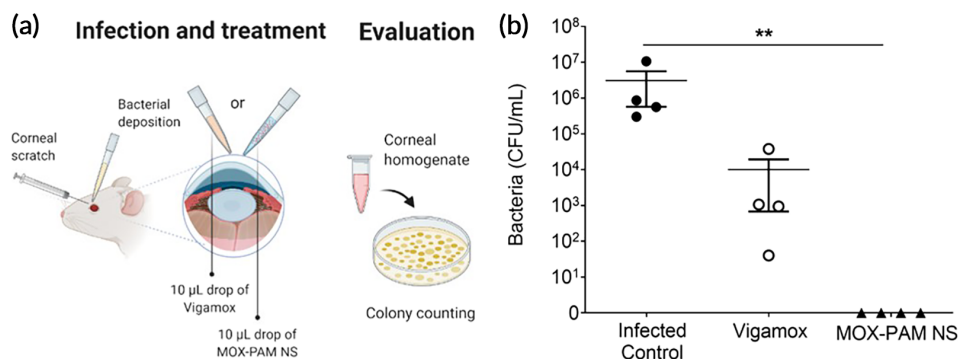 (a)
Infection and treatment
Evaluation
Bacterial
deposition
or
Corneal
scratch
Corneal
homogenate
10 µL drop of
Vigamox
10 µL drop of
MOX-PAM NS
Colony counting
(b)
Bacteria (CFU/mL)
10⁸
10⁷
10⁶
10⁵
10⁴
10³
10²
10¹
0
**
Infected
Control
Vigamox
MOX-PAM NS